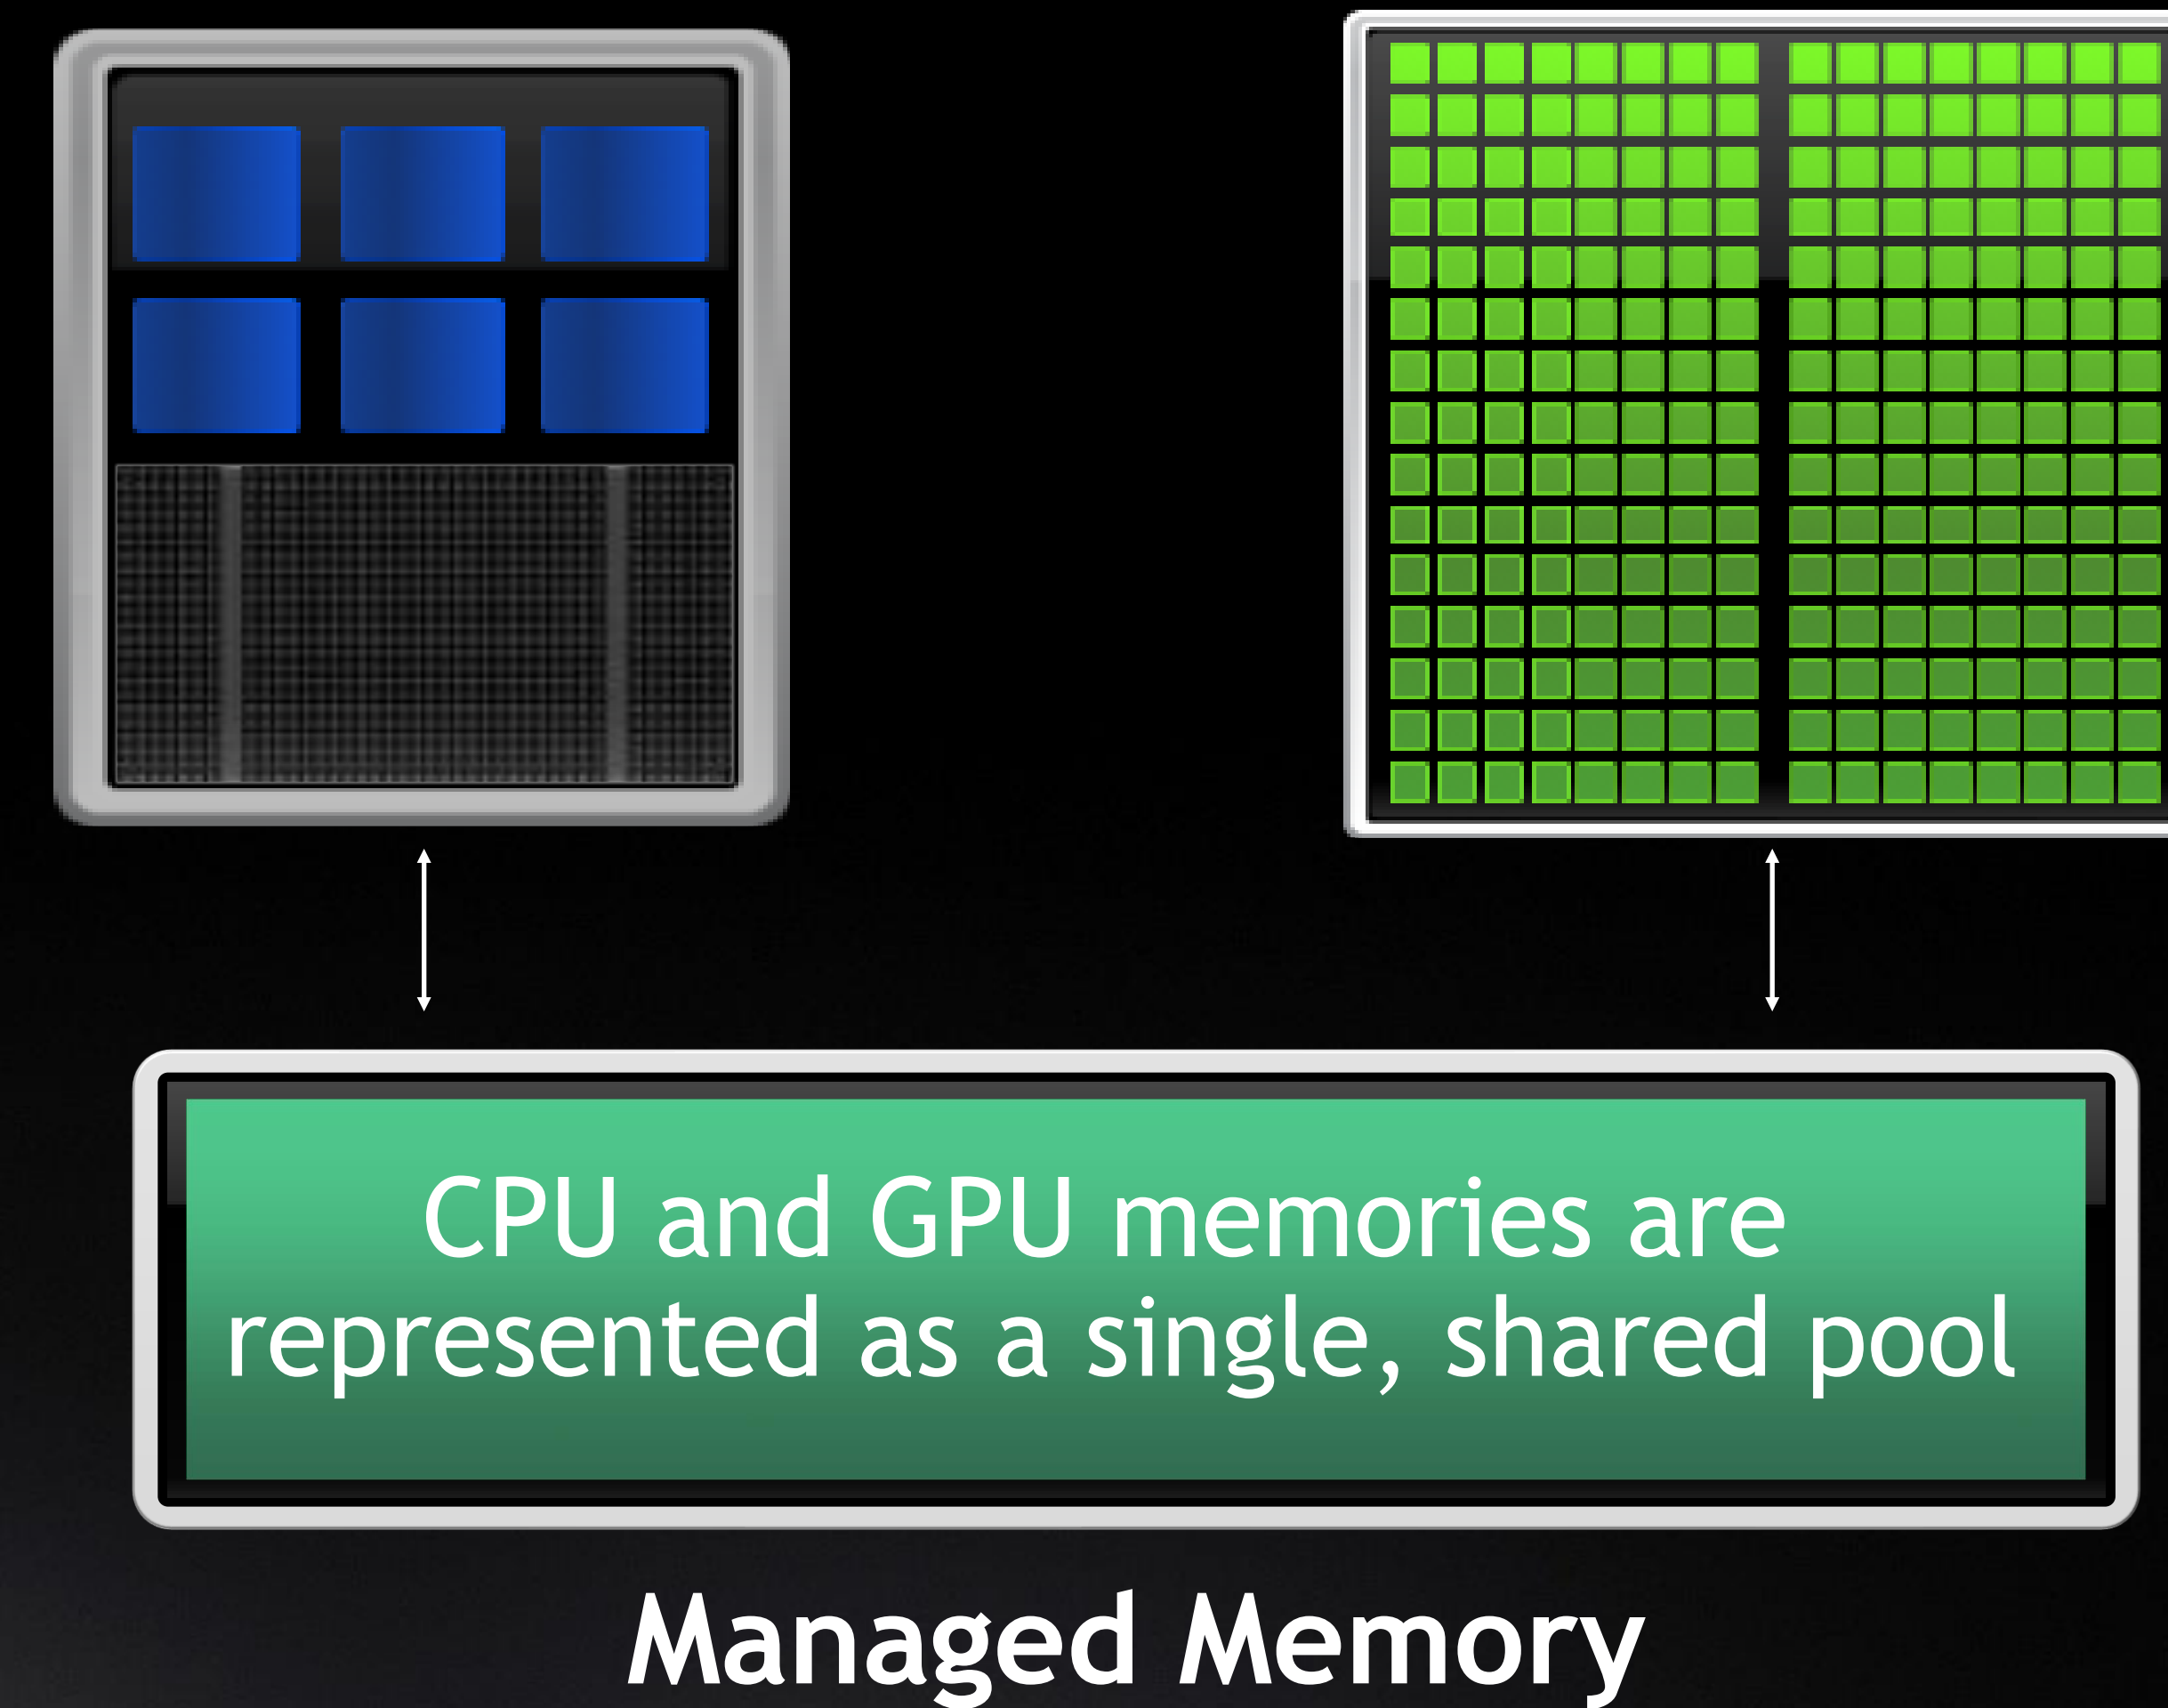 CPU and GPU memories are
represented as a single, shared pool
Managed Memory